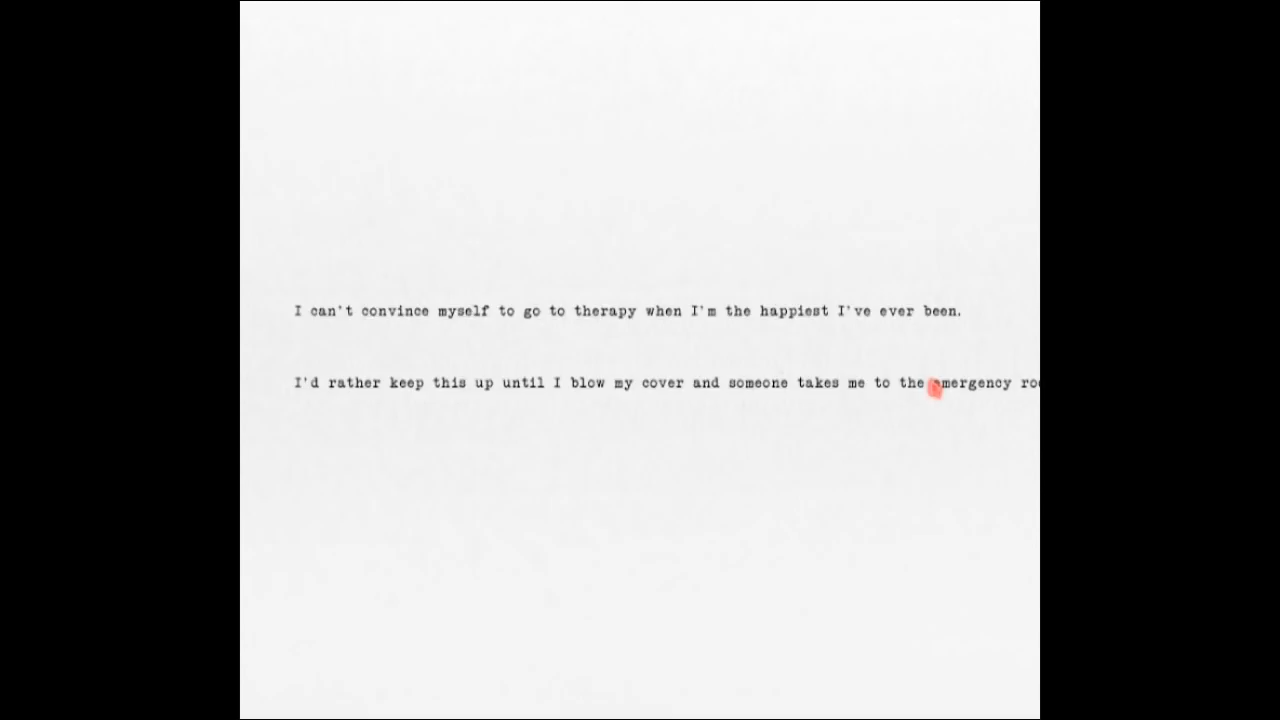 I can't convince myself to go to therapy when I'm the happiest I've ever been.
I'd rather keep this up until I blow my cover and someone takes me to the emergency